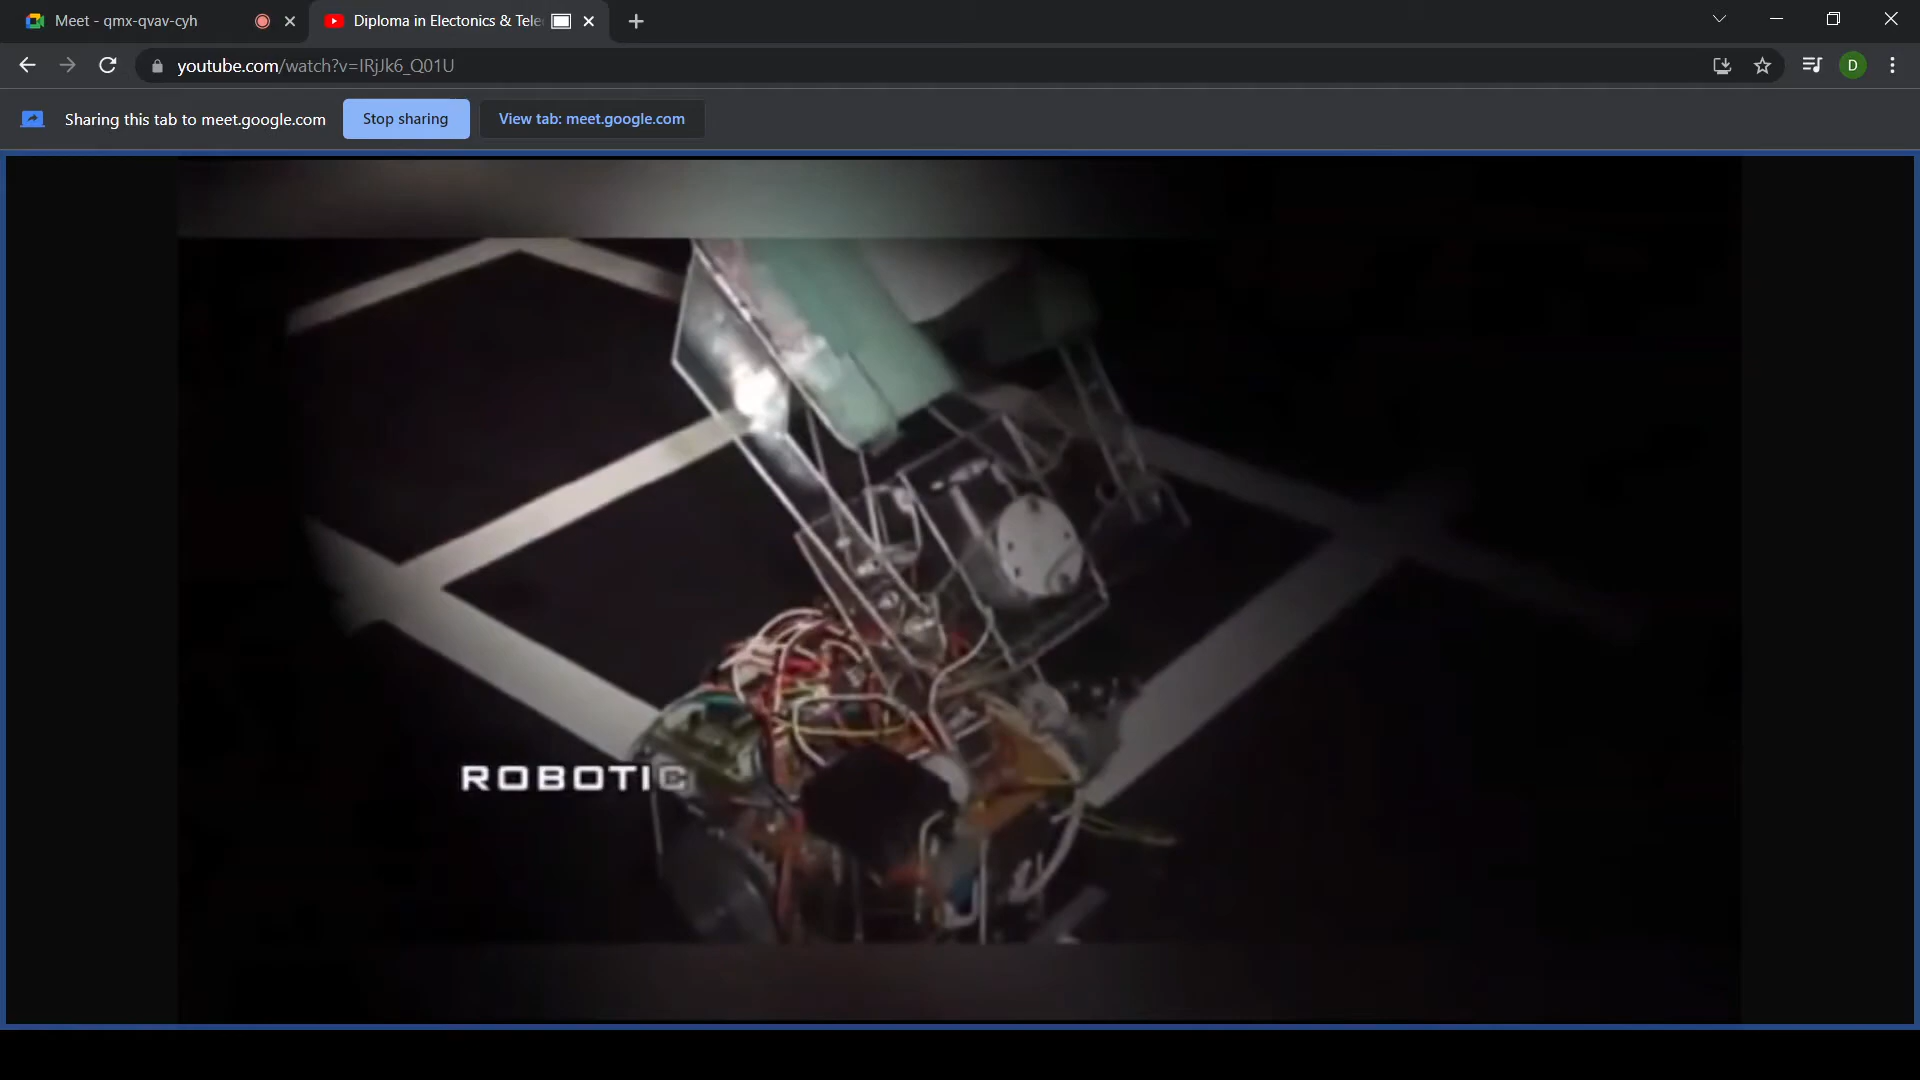 Meet - qmx-qvav-cyh
Diploma in Electonics & Tele
youtube.com/watch?v=IRjJk6_Q01U
D
Sharing this tab to meet.google.com
Stop sharing
View tab: meet.google.com
ROBOTIC